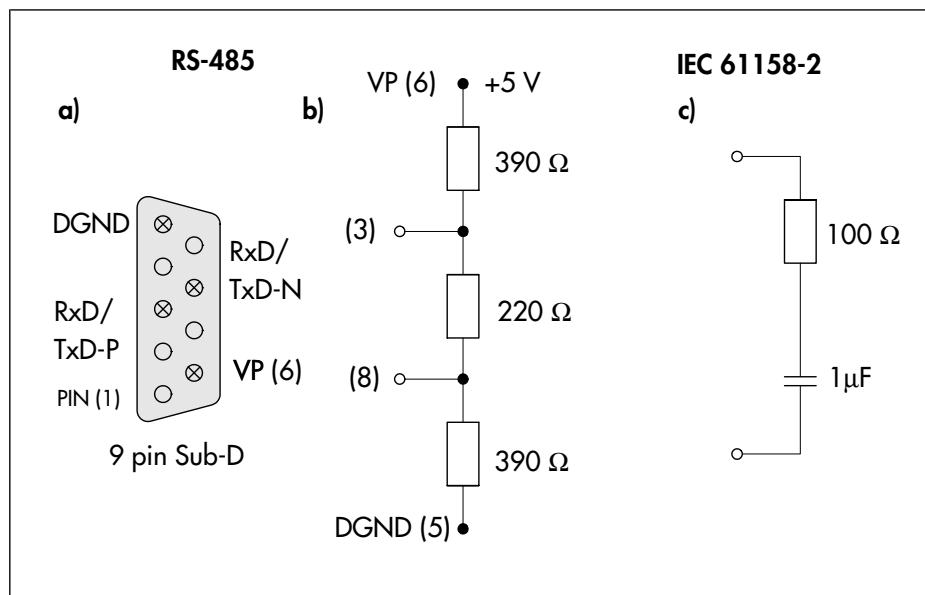 RS-485
IEC 61158-2
a)
DGND
RxD/
TxD-N
RxD/
TxD-P
VP (6)
PIN (1)
9 pin Sub-D
b)
VP (6) +5 V
390 Ω
(3)
220 Ω
(8)
390 Ω
DGND (5)
c)
100 Ω
1µF